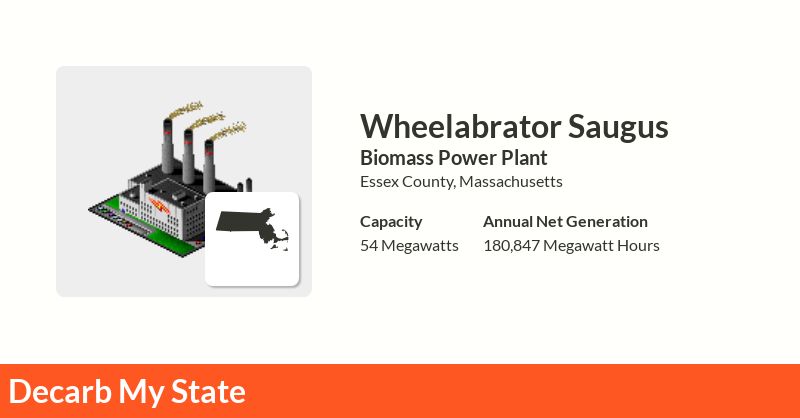 Wheelabrator Saugus
Biomass Power Plant
Essex County, Massachusetts
Capacity
54 Megawatts
Annual Net Generation
180,847 Megawatt Hours
Decarb My State